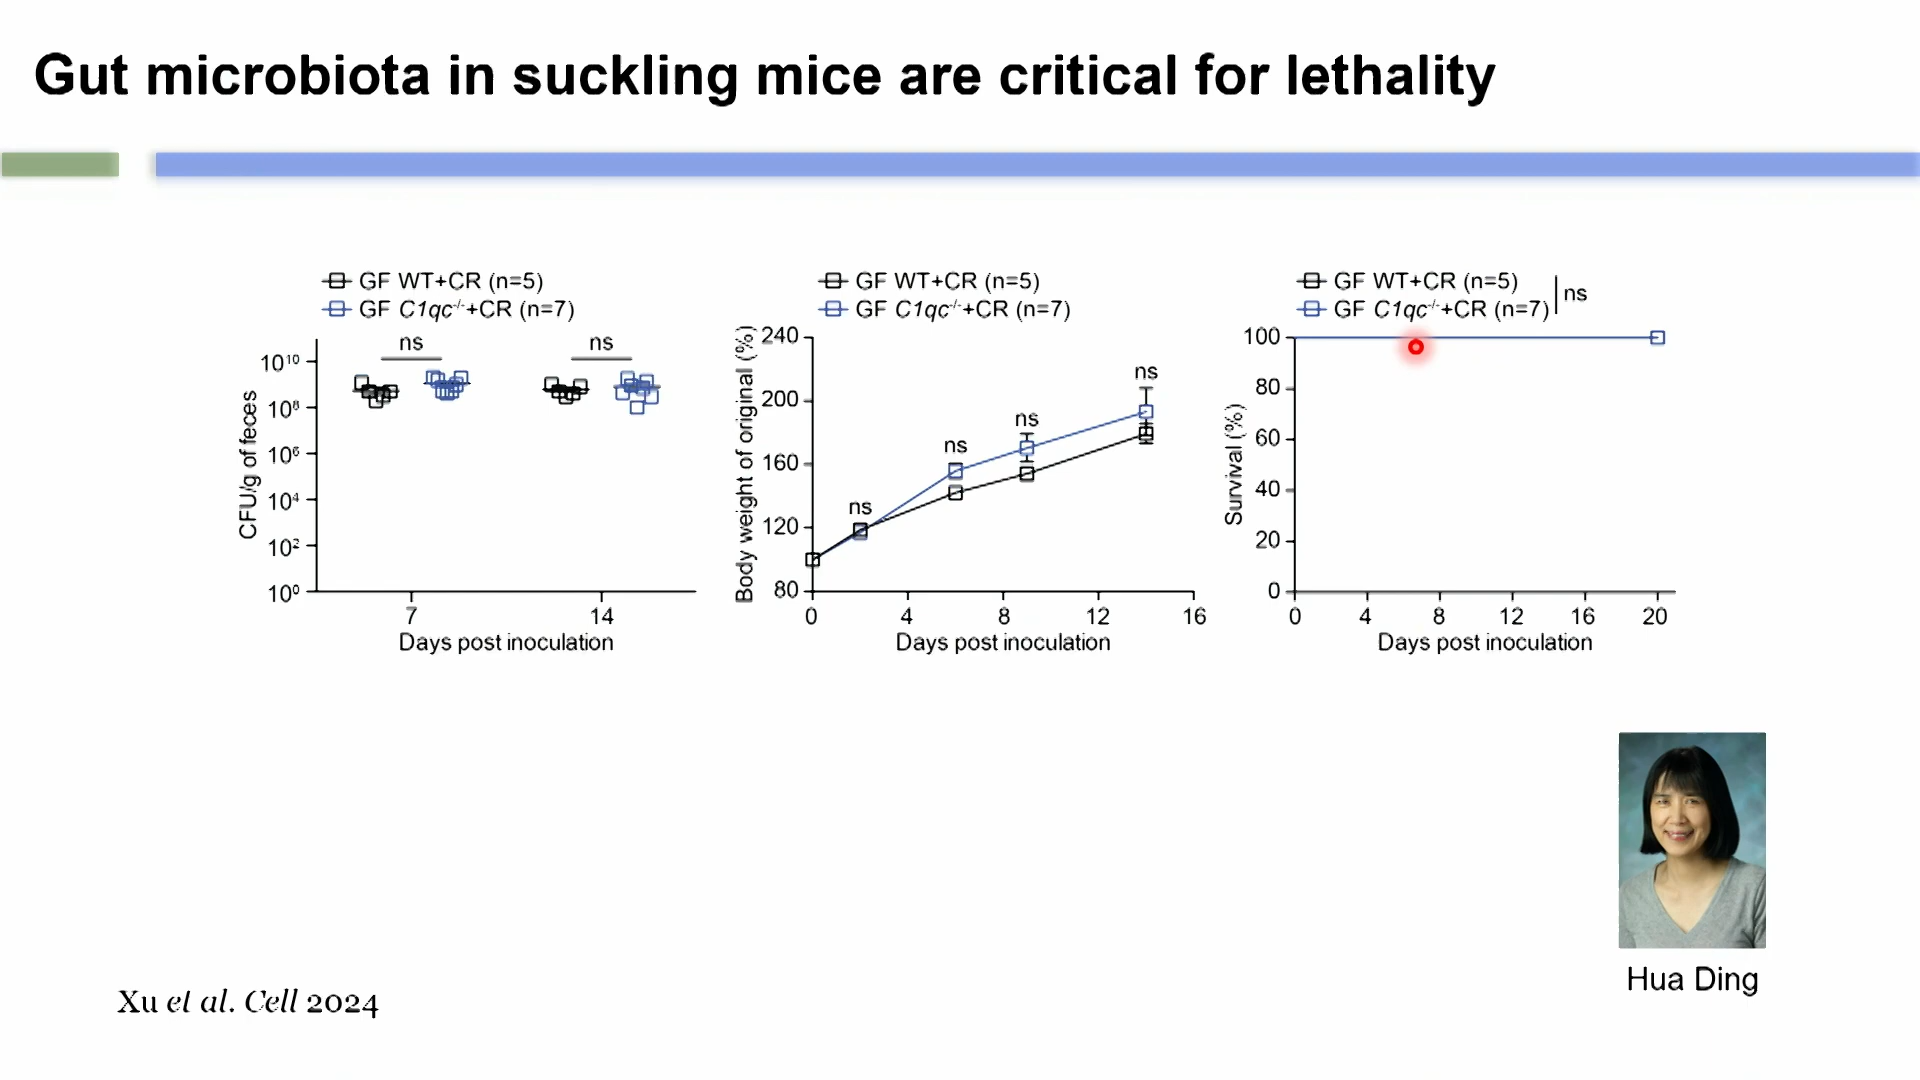 Gut microbiota in suckling mice are critical for lethality
GF WT+CR (n=5)
GF C1qc-/-+CR (n=7)
ns
ns
CFU/g of feces
10¹⁰
10⁸
10⁶
10⁴
10²
10⁰
7
14
Days post inoculation
GF WT+CR (n=5)
GF C1qc-/-+CR (n=7)
Body weight of original (%)
240
200
160
120
80
ns
ns
ns
ns
0
4
8
12
16
Days post inoculation
GF WT+CR (n=5)
GF C1qc-/-+CR (n=7)
ns
Survival (%)
100
80
60
40
20
0
0
4
8
12
16
20
Days post inoculation
Hua Ding
Xu et al. Cell 2024